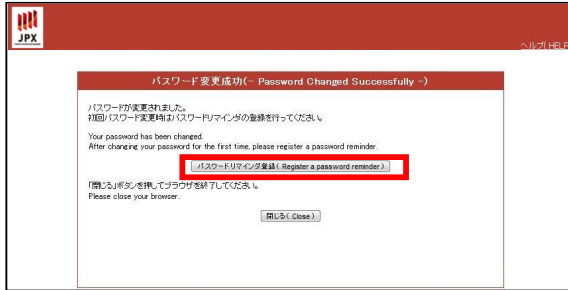 JPX
ヘルプ(HELP
パスワード変更成功(- Password Changed Successfully -)
パスワードが変更されました。
初回パスワード変更時はパスワードリマインダの登録を行ってください。
Your password has been changed.
After changing your password for the first time, please register a password reminder.
パスワードリマインダ登録( Register a password reminder )
「閉じる」ボタンを押してブラウザを終了してください。
Please close your browser.
閉じる( Close )